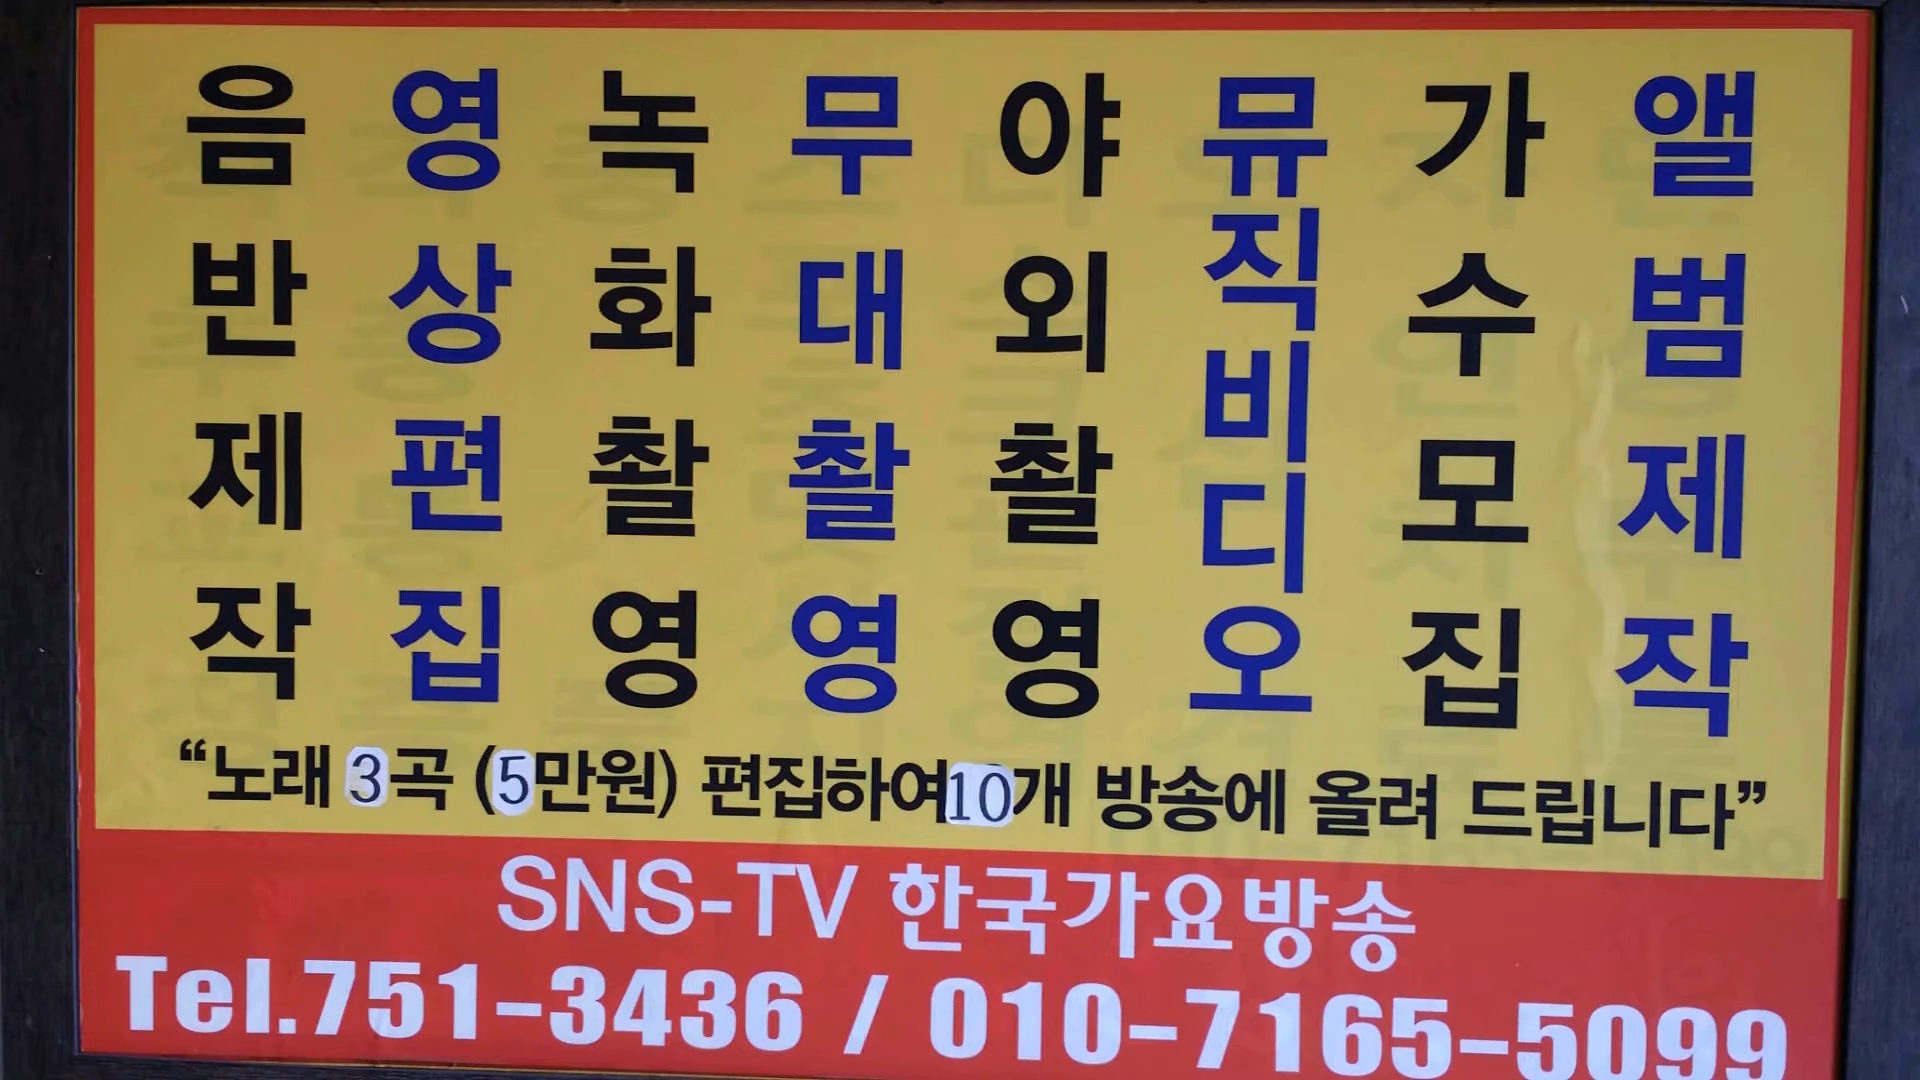 음반제작
영상편집
녹화촬영
무대촬영
야외촬영
뮤직비디오
가수모집
앨범제작
“노래 3곡 (5만원) 편집하여 10개 방송에 올려 드립니다”
SNS-TV 한국가요방송
Tel.751-3436 / 010-7165-5099